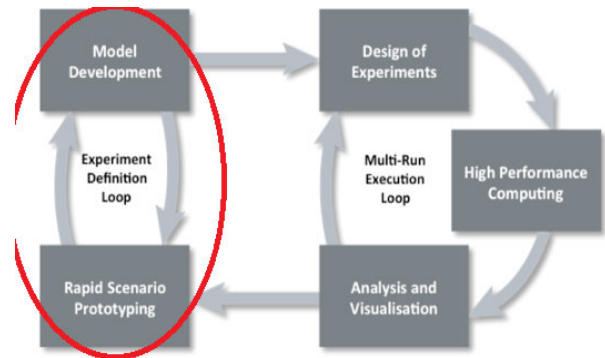 Model
Development
Design of
Experiments
Experiment
Definition
Loop
Multi-Run
Execution
Loop
High Performance
Computing
Rapid Scenario
Prototyping
Analysis and
Visualisation